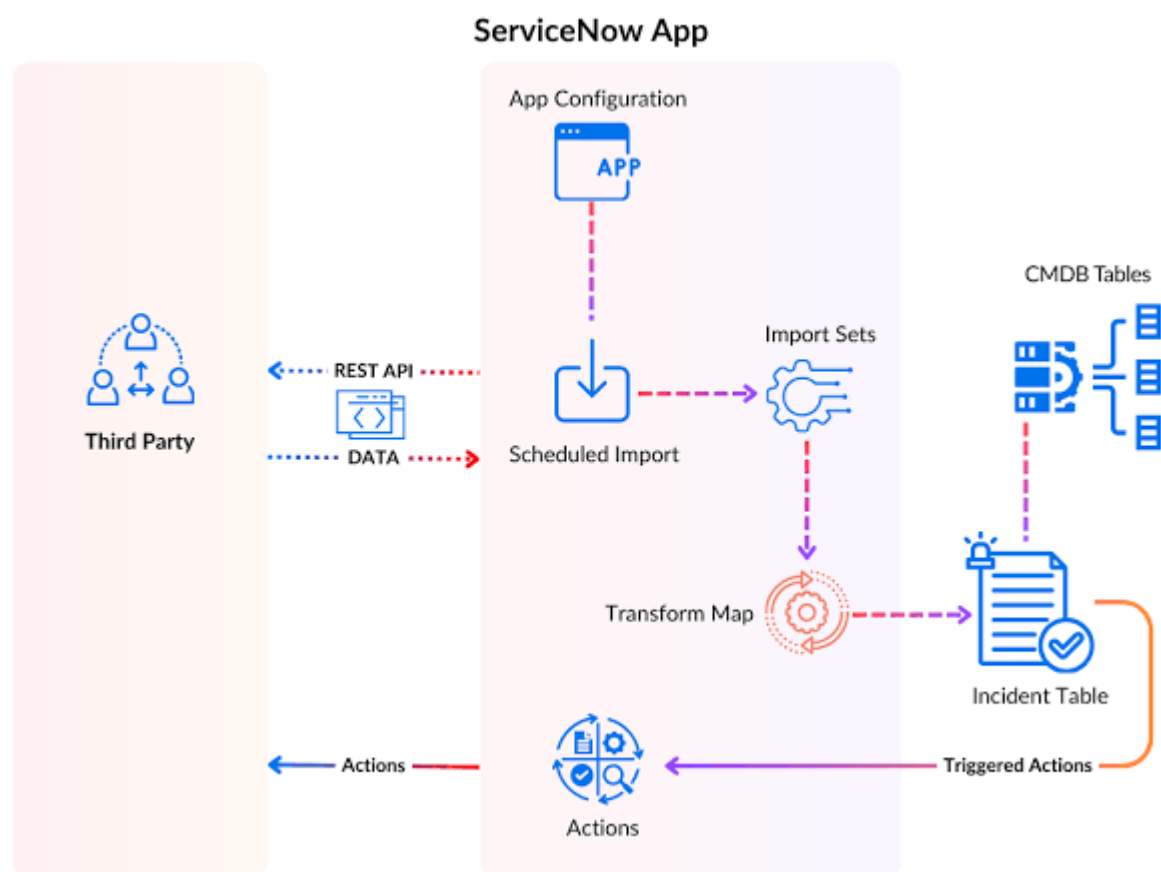 ServiceNow App
App Configuration
APP
CMDB Tables
Import Sets
REST API
Third Party
DATA
Scheduled Import
Transform Map
Incident Table
Actions
Triggered Actions
Actions